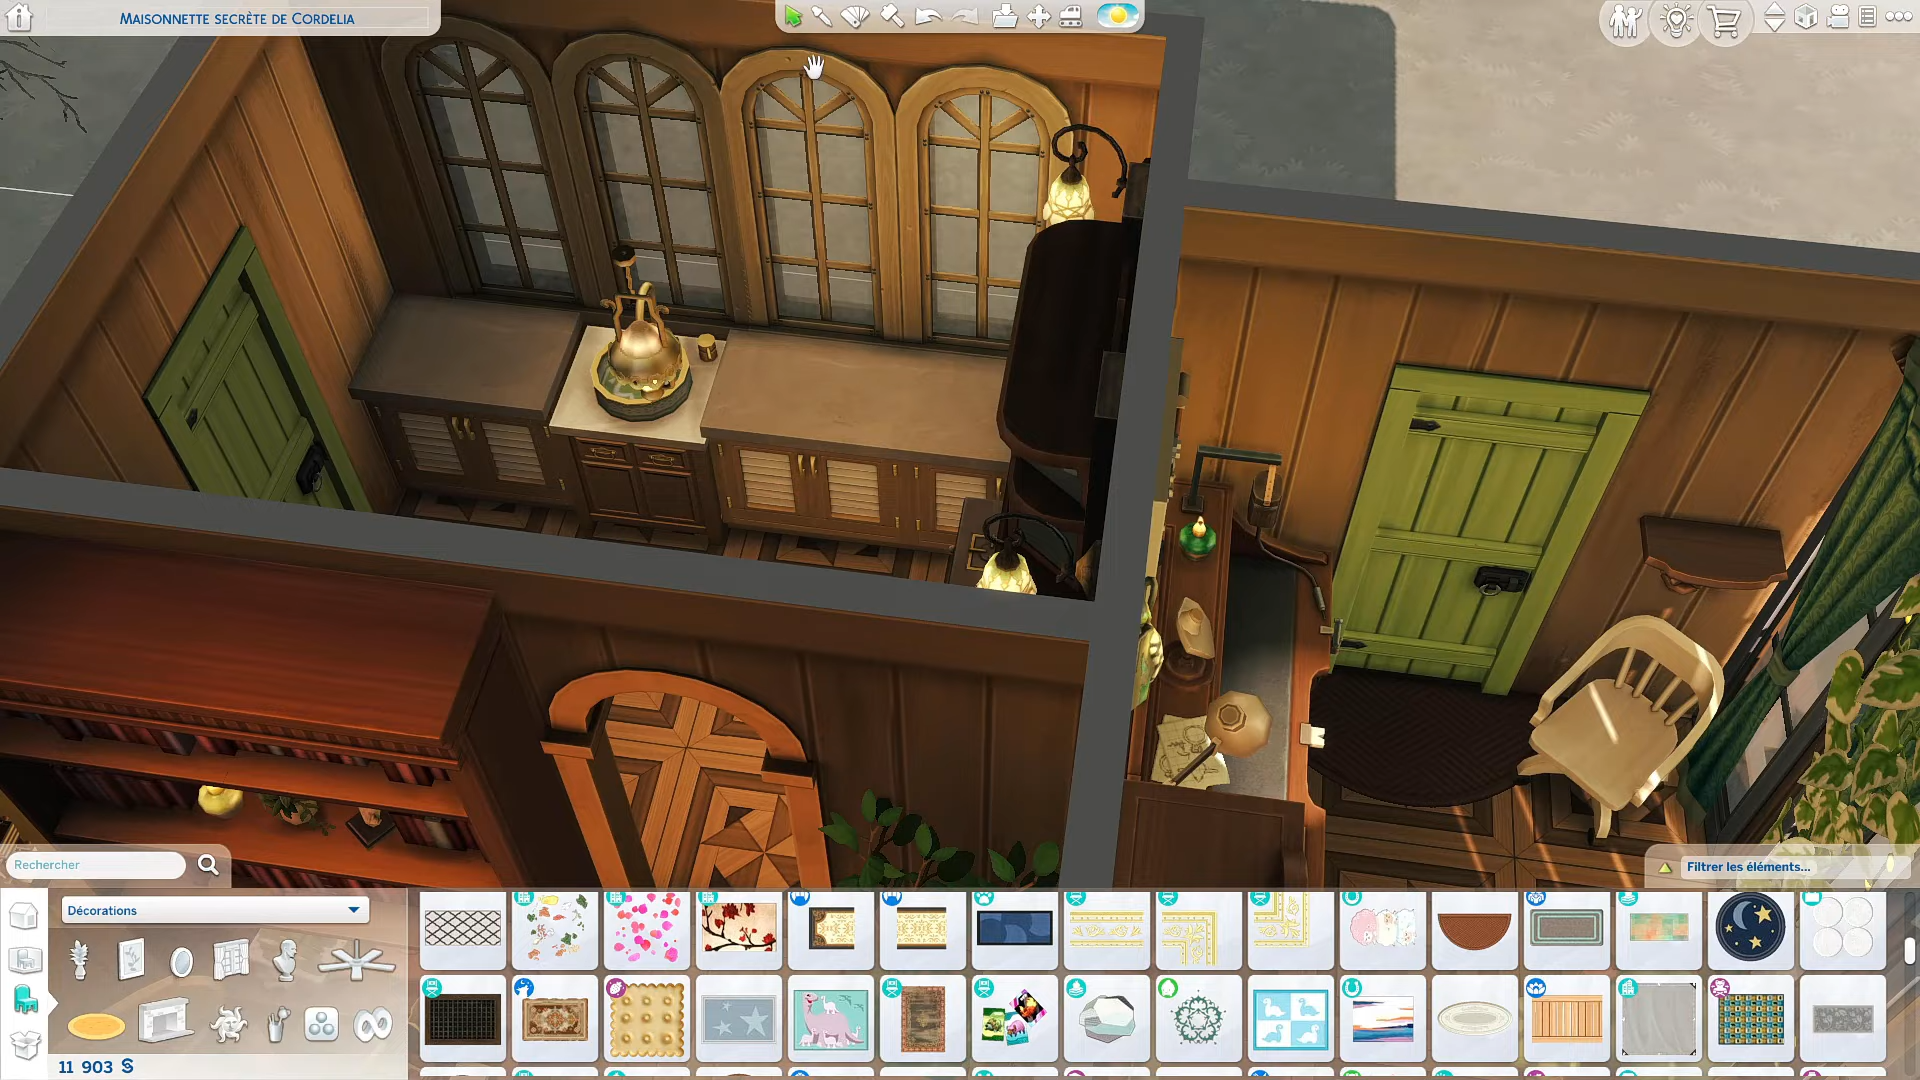 Maisonnette secrète de Cordelia
Rechercher
Filtrer les éléments...
Décorations
11 903 §